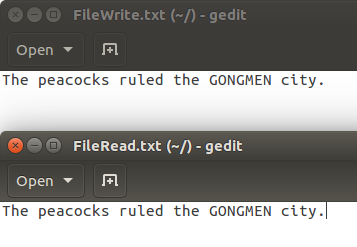 FileWrite.txt (~/) - gedit
Open
The peacocks ruled the GONGMEN city.
FileRead.txt (~/) - gedit
Open
The peacocks ruled the GONGMEN city.